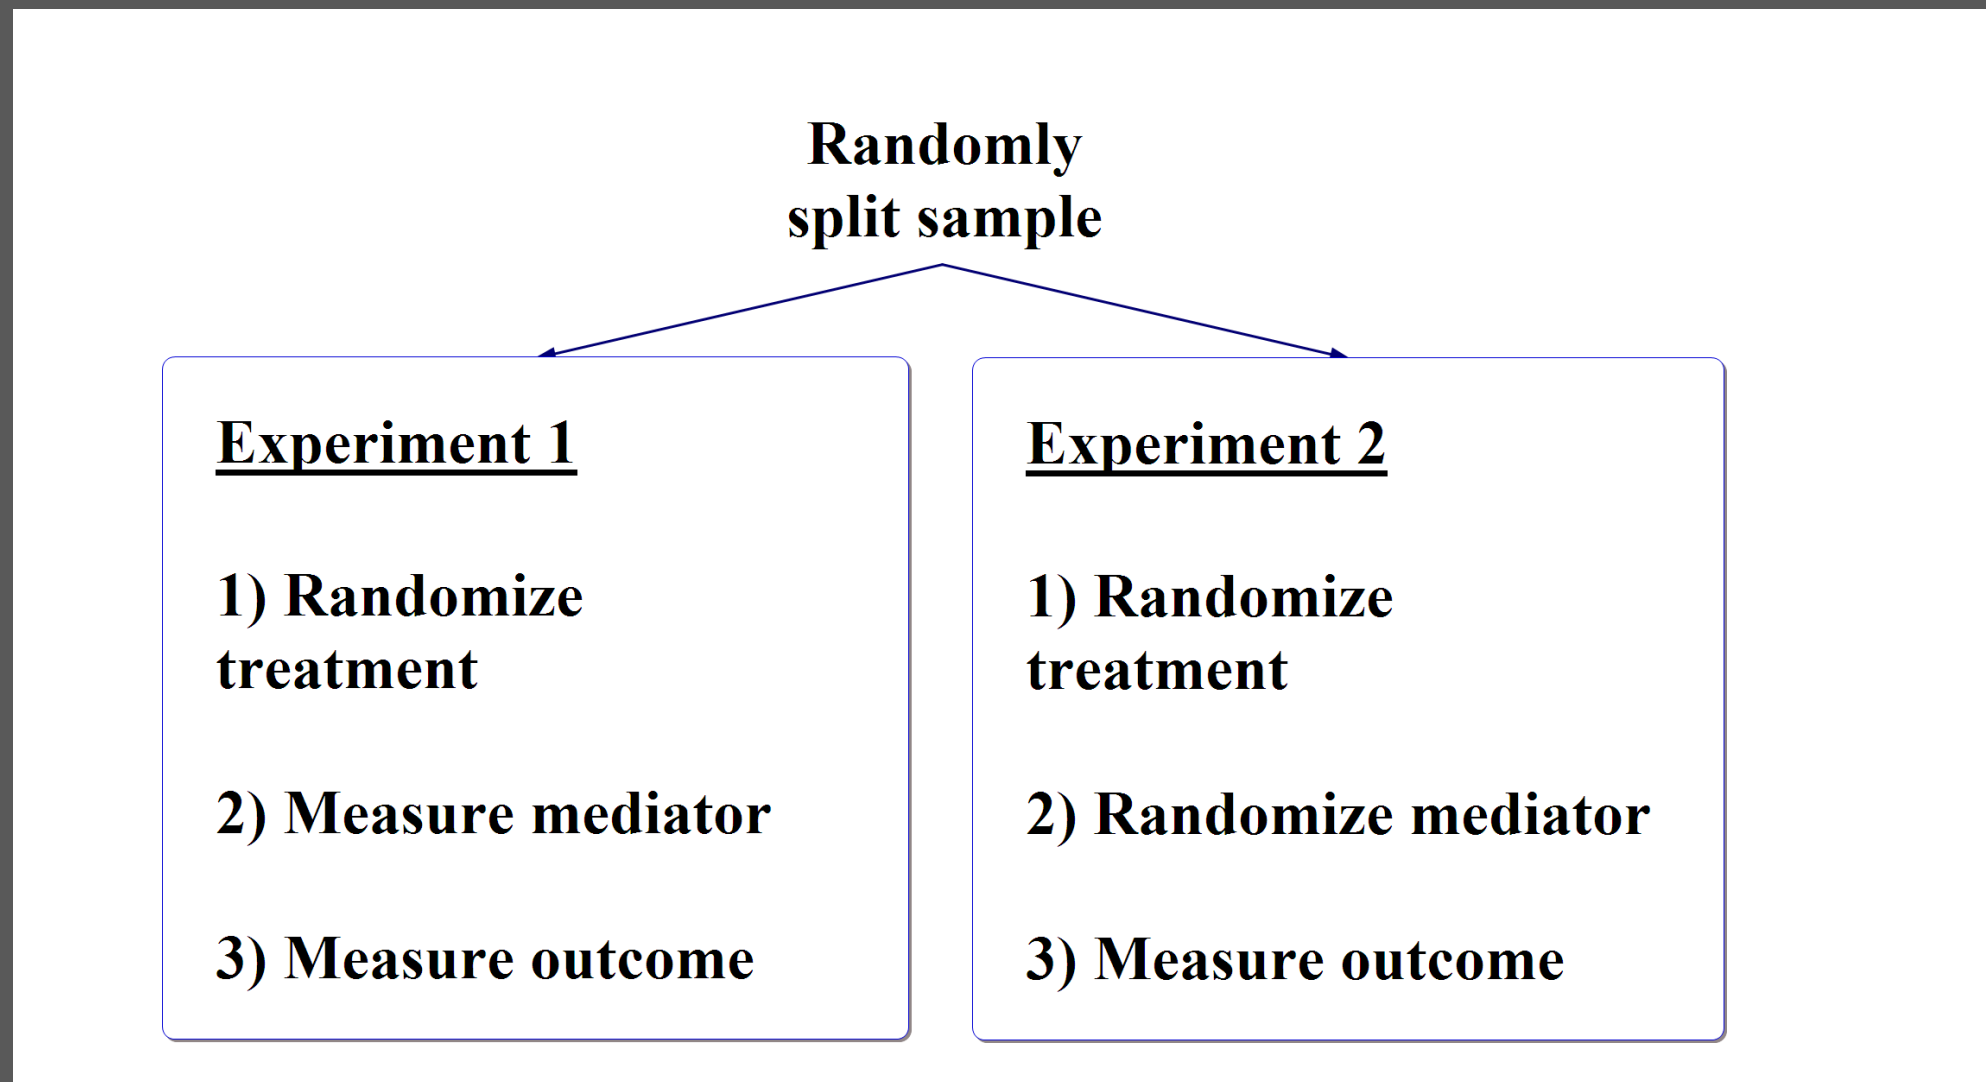 Randomly
split sample
Experiment 1
1) Randomize
treatment
2) Measure mediator
3) Measure outcome
Experiment 2
1) Randomize
treatment
2) Randomize mediator
3) Measure outcome